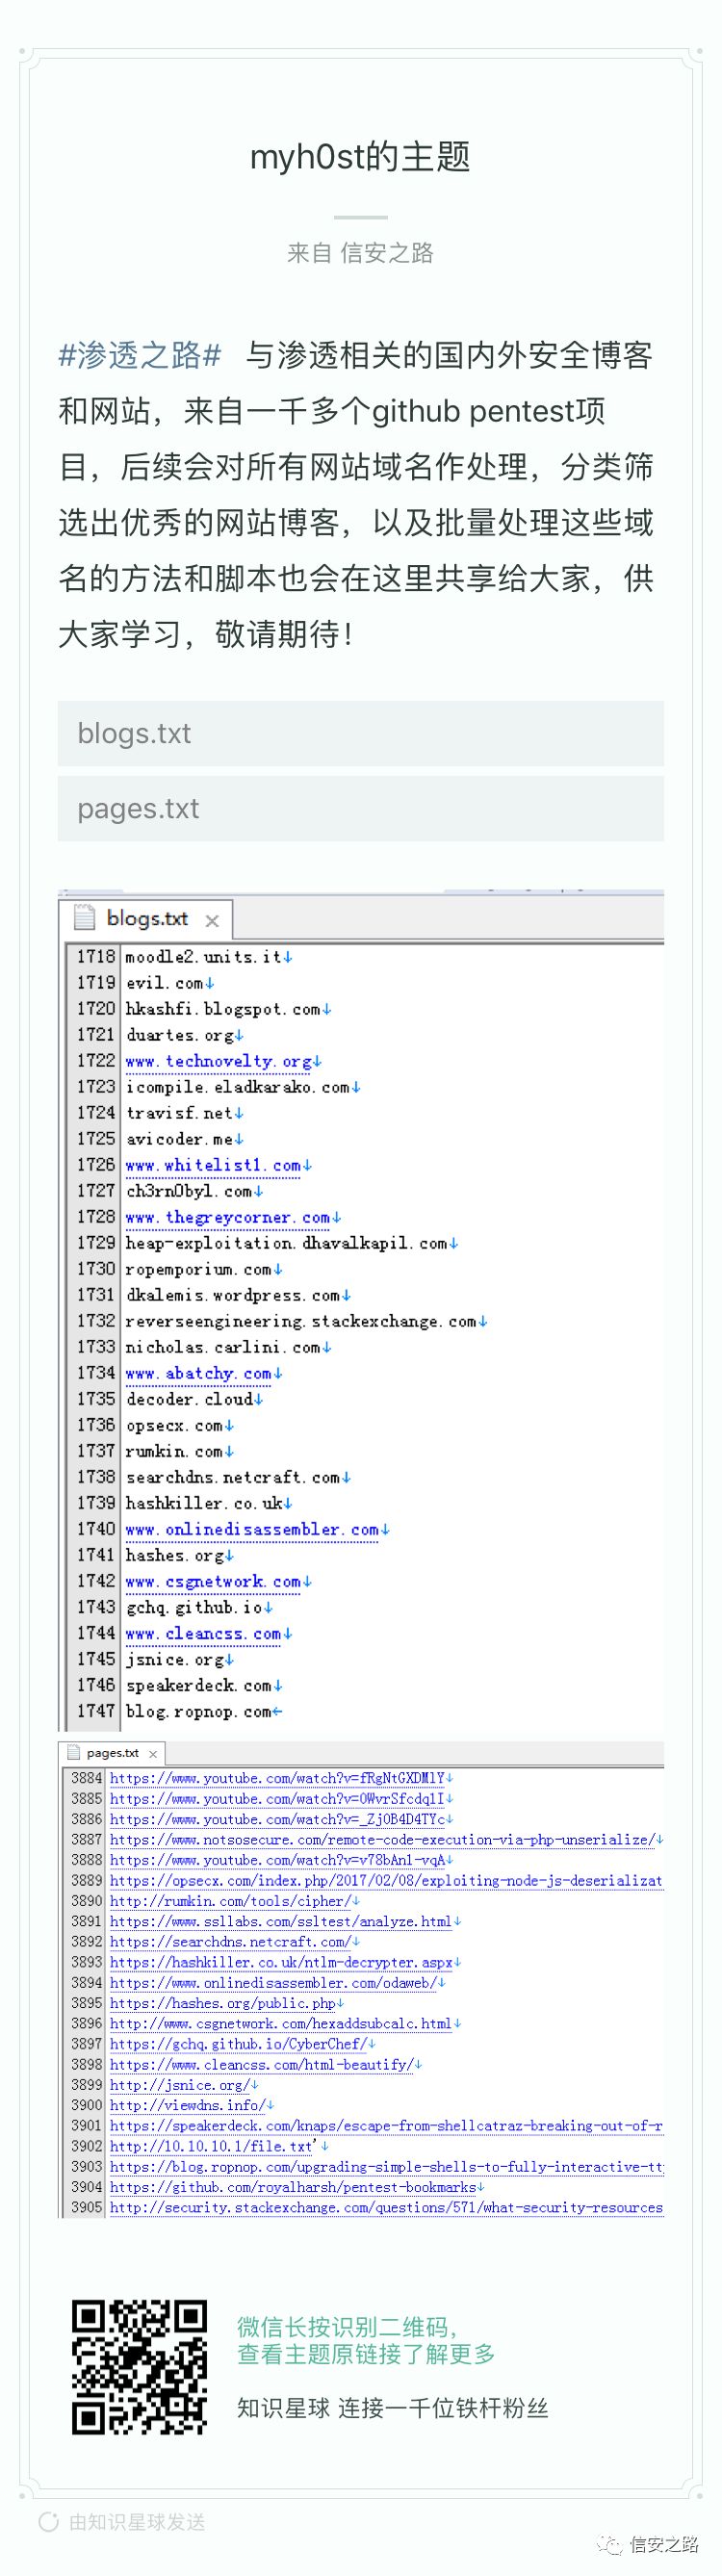 myh0st的主题
来自 信安之路
#渗透之路# 与渗透相关的国内外安全博客
和网站，来自一千多个github pentest项
目，后续会对所有网站域名作处理，分类筛
选出优秀的网站博客，以及批量处理这些域
名的方法和脚本也会在这里共享给大家，供
大家学习，敬请期待！
blogs.txt
pages.txt
blogs.txt ×
1718 moodle2.units.it↓
1719 evil.com↓
1720 hkashfi.blogspot.com↓
1721 duartes.org↓
1722 www.technovelty.org↓
1723 icompile.eladkarako.com↓
1724 travisf.net↓
1725 avicoder.me↓
1726 www.whitelist1.com↓
1727 ch3rn0byl.com↓
1728 www.thegreycorner.com↓
1729 heap-exploitation.dhavalkapil.com↓
1730 ropemporium.com↓
1731 dkalemis.wordpress.com↓
1732 reverseengineering.stackexchange.com↓
1733 nicholas.carlini.com↓
1734 www.abatchy.com↓
1735 decoder.cloud↓
1736 opsecx.com↓
1737 rumkin.com↓
1738 searchdns.netcraft.com↓
1739 hashkiller.co.uk↓
1740 www.onlinedisassembler.com↓
1741 hashes.org↓
1742 www.csgnetwork.com↓
1743 gchq.github.io↓
1744 www.cleancss.com↓
1745 jsnice.org↓
1746 speakerdeck.com↓
1747 blog.ropnop.com←
pages.txt ×
3884 https://www.youtube.com/watch?v=fRgNtGXDMlY↓
3885 https://www.youtube.com/watch?v=0WvrSfcdq1I↓
3886 https://www.youtube.com/watch?v=_Zj0B4D4TYc↓
3887 https://www.notsosecure.com/remote-code-execution-via-php-unserialize/↓
3888 https://www.youtube.com/watch?v=v78bAn1-vqA↓
3889 https://opsecx.com/index.php/2017/02/08/exploiting-node-js-deserializat
3890 http://rumkin.com/tools/cipher/↓
3891 https://www.ssllabs.com/ssltest/analyze.html↓
3892 https://searchdns.netcraft.com/↓
3893 https://hashkiller.co.uk/ntlm-decrypter.aspx↓
3894 https://www.onlinedisassembler.com/odaweb/↓
3895 https://hashes.org/public.php↓
3896 http://www.csgnetwork.com/hexaddsubcalc.html↓
3897 https://gchq.github.io/CyberChef/↓
3898 https://www.cleancss.com/html-beautify/↓
3899 http://jsnice.org/↓
3900 http://viewdns.info/↓
3901 https://speakerdeck.com/knaps/escape-from-shellcatraz-breaking-out-of-r
3902 http://10.10.10.1/file.txt'↓
3903 https://blog.ropnop.com/upgrading-simple-shells-to-fully-interactive-tt
3904 https://github.com/royalharsh/pentest-bookmarks↓
3905 http://security.stackexchange.com/questions/571/what-security-resources
微信长按识别二维码，
查看主题原链接了解更多
知识星球 连接一千位铁杆粉丝
由知识星球发送
信安之路